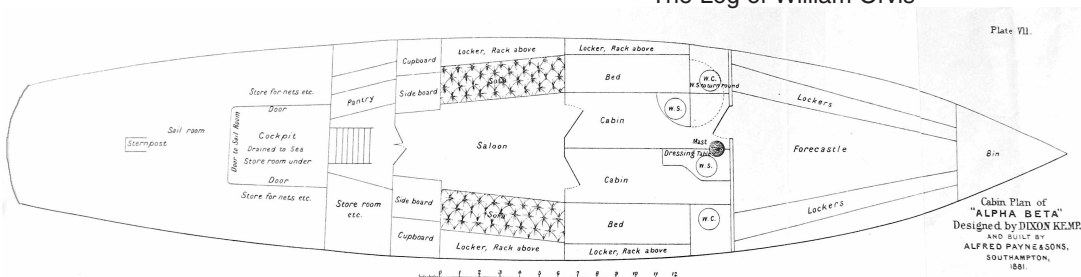 The Log of William Orvis
Plate VII.
Locker, Rack above
Locker, Rack above
Cupboard
Sofa
Bed
W.C.
W.S. to turn round
Store for nets etc.
Side board
Pantry
Lockers
Door
W.S.
Sail room
Door to Sail Room
Cockpit
Cabin
Sternpost
Drained to Sea
Saloon
Mast
Forecastle
Bin
Store room under
Dressing Table
W.S.
Door
Cabin
Store for nets etc.
Store room
etc.
Side board
Sofa
Bed
W.C.
Lockers
Cupboard
Locker, Rack above
Locker, Rack above
Cabin Plan of
"ALPHA BETA"
Designed by DIXON KEMP.
AND BUILT BY
ALFRED PAYNE & SONS,
SOUTHAMPTON,
1881.
0 1 2 3 4 5 6 7 8 9 10 11 12